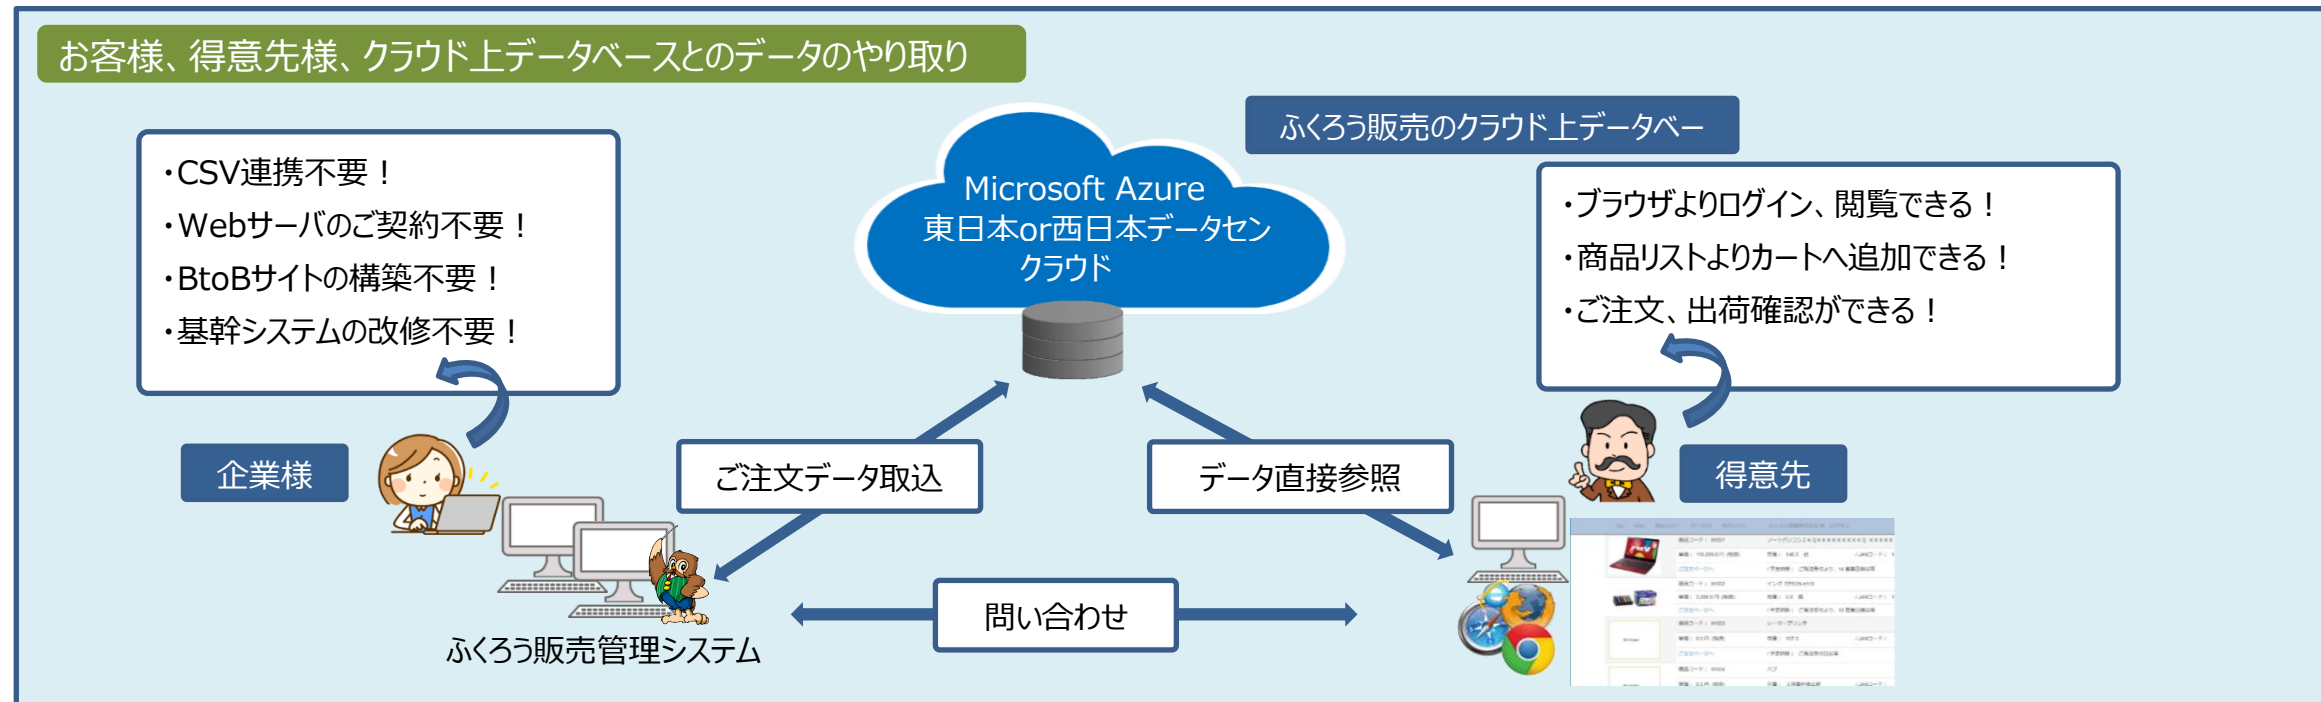 お客様、得意先様、クラウド上データベースとのデータのやり取り
ふくろう販売のクラウド上データベー
・CSV連携不要！
・Webサーバのご契約不要！
・BtoBサイトの構築不要！
・基幹システムの改修不要！
Microsoft Azure
東日本or西日本データセン
クラウド
・ブラウザよりログイン、閲覧できる！
・商品リストよりカートへ追加できる！
・ご注文、出荷確認ができる！
企業様
ご注文データ取込
データ直接参照
得意先
問い合わせ
ふくろう販売管理システム